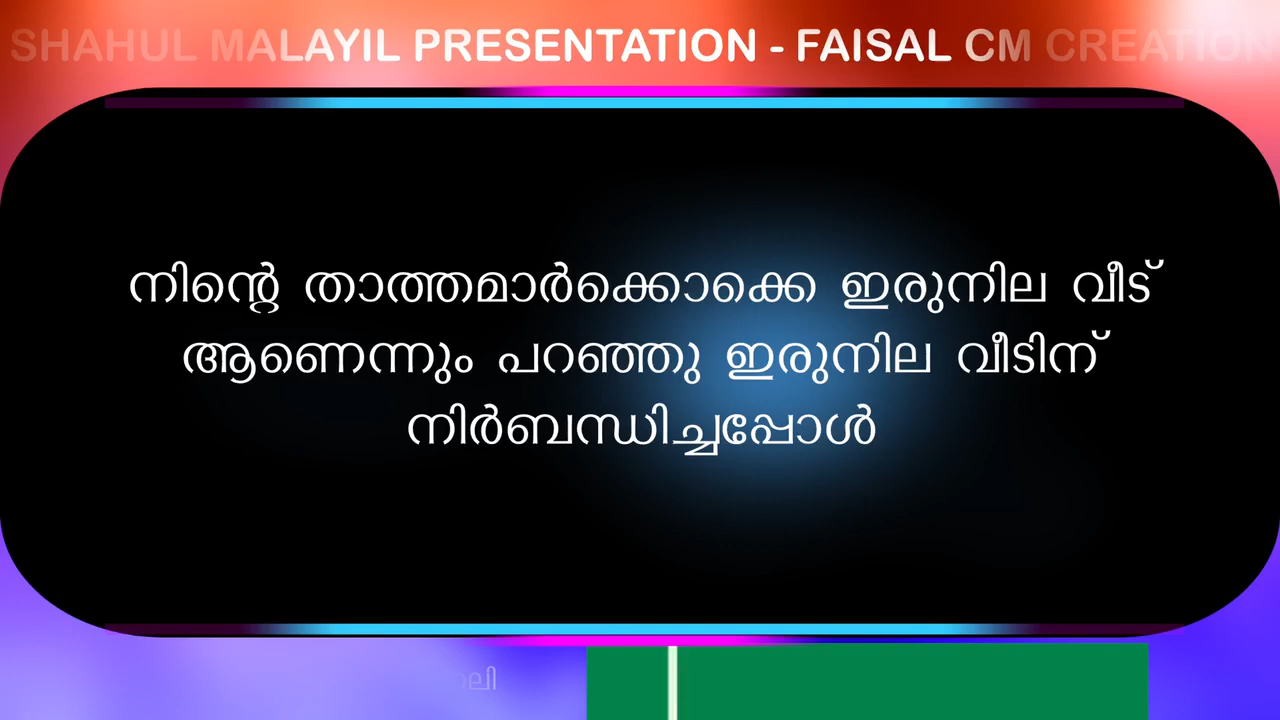 SHAHUL MALAYIL PRESENTATION - FAISAL CM CREATION
നിന്റെ താത്തമാർക്കൊക്കെ ഇരുനില വീട്
ആണെന്നും പറഞ്ഞു ഇരുനില വീടിന്
നിർബന്ധിച്ചപ്പോൾ